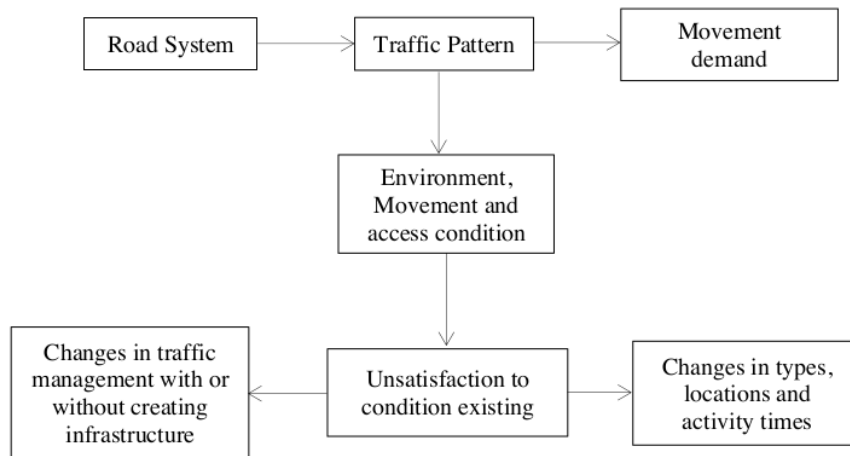 Road System
Traffic Pattern
Movement
demand
Environment,
Movement and
access condition
Changes in traffic
management with or
without creating
infrastructure
Unsatisfaction to
condition existing
Changes in types,
locations and
activity times